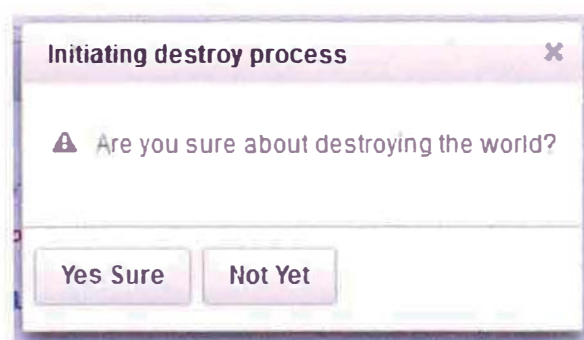 Initiating destroy process
Are you sure about destroying the world?
Yes Sure
Not Yet